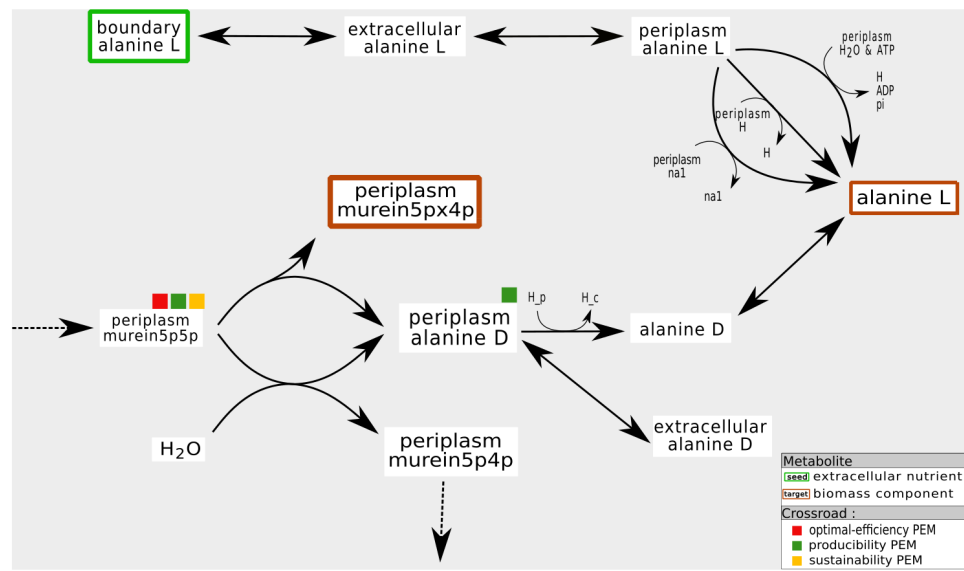 boundary
alanine L
extracellular
alanine L
periplasm
alanine L
periplasm
H₂O & ATP
H
ADP
pi
periplasm
H
H
periplasm
na1
na1
alanine L
periplasm
murein5px4p
periplasm
murein5p5p
periplasm
alanine D
H_p
H_c
alanine D
extracellular
alanine D
H₂O
periplasm
murein5p4p
Metabolite
seed extracellular nutrient
target biomass component
Crossroad :
optimal-efficiency PEM
producibility PEM
sustainability PEM